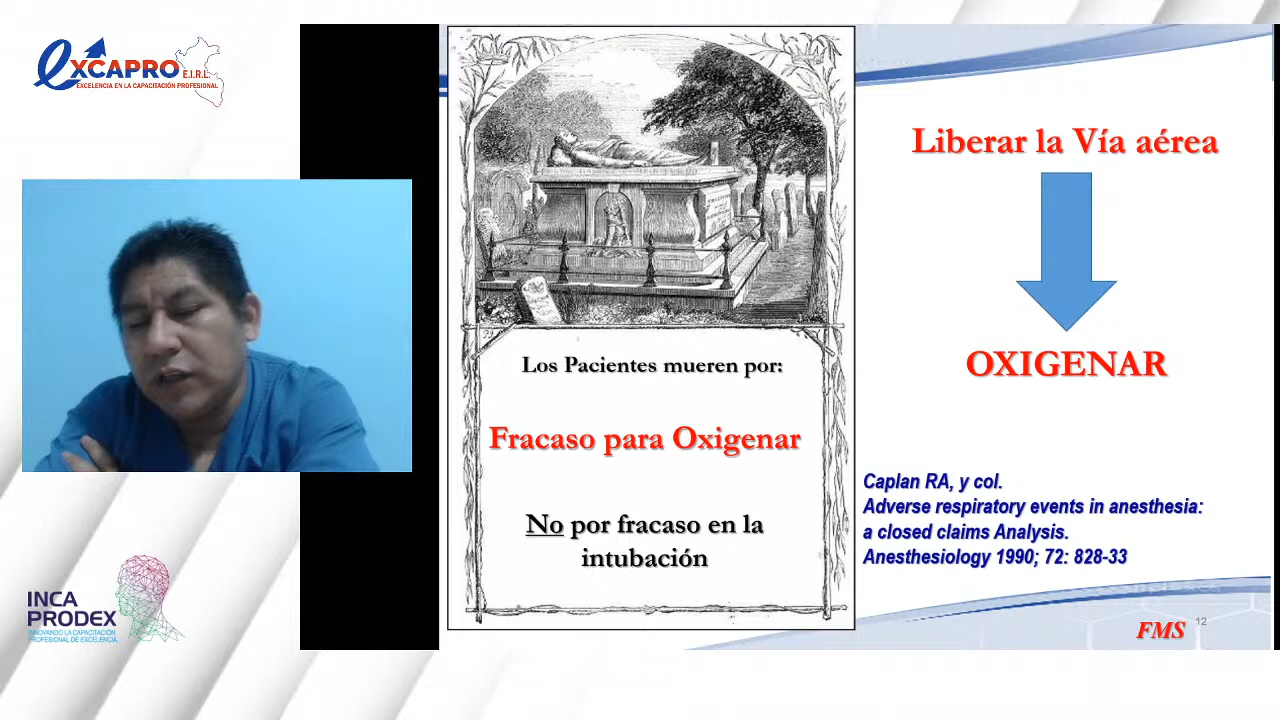 excapro E.I.R.L.
EXCELENCIA EN LA CAPACITACIÓN PROFESIONAL
INCA
PRODEX
INNOVANDO LA CAPACITACIÓN
PROFESIONAL DE EXCELENCIA
Los Pacientes mueren por:
Fracaso para Oxigenar
No por fracaso en la
intubación
Liberar la Vía aérea
OXIGENAR
Caplan RA, y col.
Adverse respiratory events in anesthesia:
a closed claims Analysis.
Anesthesiology 1990; 72: 828-33
FMS
12